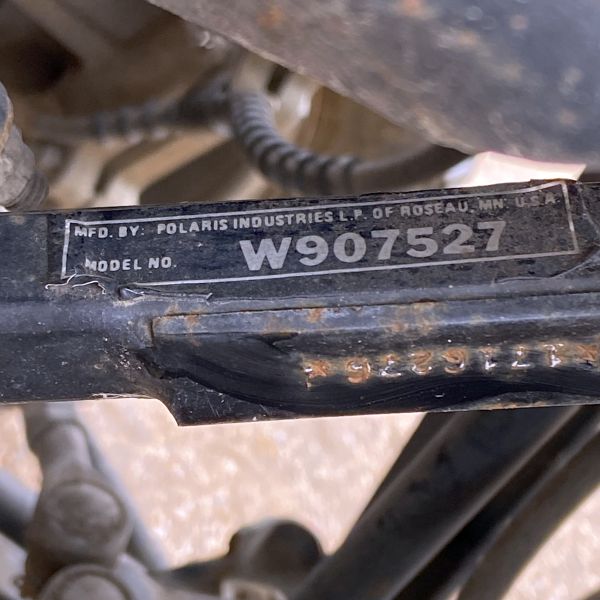 MFD. BY: POLARIS INDUSTRIES L.P. OF ROSEAU, MN. U.S.A.
MODEL NO. W907527